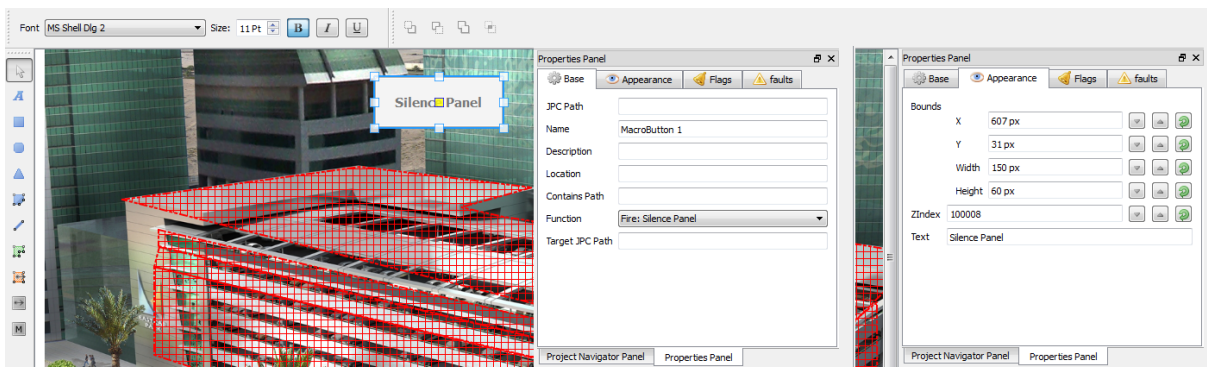 Font MS Shell Dlg 2 Size: 11 Pt B I U
A
M
Silence Panel
Properties Panel
Base Appearance Flags faults
JPC Path
Name MacroButton 1
Description
Location
Contains Path
Function Fire: Silence Panel
Target JPC Path
Project Navigator Panel Properties Panel
Properties Panel
Base Appearance Flags faults
Bounds
X 607 px
Y 31 px
Width 150 px
Height 60 px
ZIndex 100008
Text Silence Panel
Project Navigator Panel Properties Panel